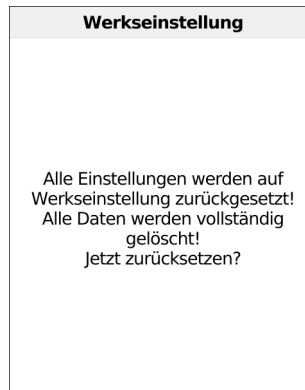 Werkseinstellung
Alle Einstellungen werden auf
Werkseinstellung zurückgesetzt!
Alle Daten werden vollständig
gelöscht!
Jetzt zurücksetzen?